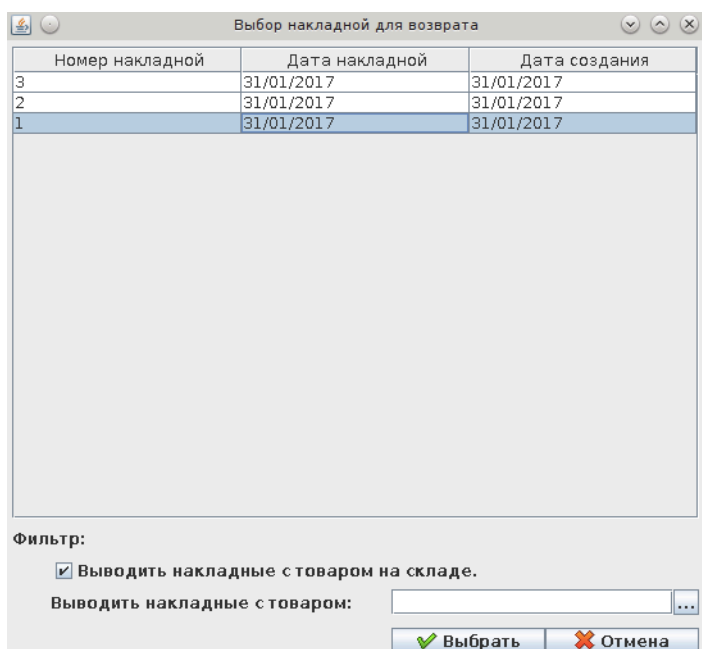 Выбор накладной для возврата
Номер накладной Дата накладной Дата создания
3 31/01/2017 31/01/2017
2 31/01/2017 31/01/2017
1 31/01/2017 31/01/2017
Фильтр:
Выводить накладные с товаром на складе.
Выводить накладные с товаром: ...
Выбрать Отмена